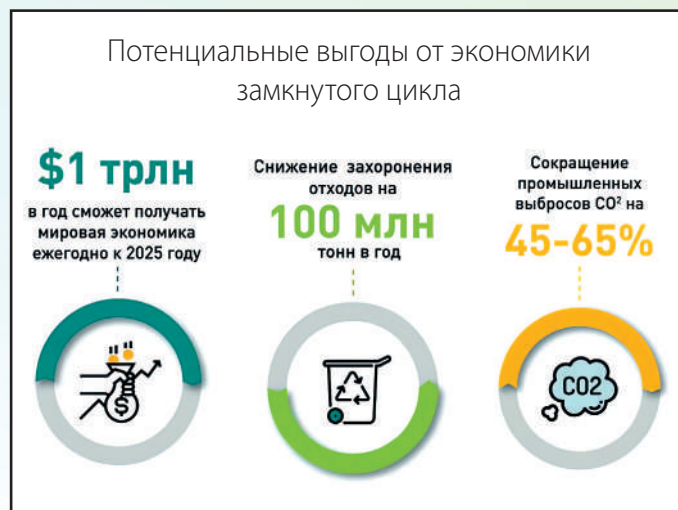 Потенциальные выгоды от экономики
замкнутого цикла
$1 трлн
в год сможет получать
мировая экономика
ежегодно к 2025 году
Снижение захоронения
отходов на
100 млн
тонн в год
Сокращение
промышленных
выбросов CO² на
45-65%
$
CO2